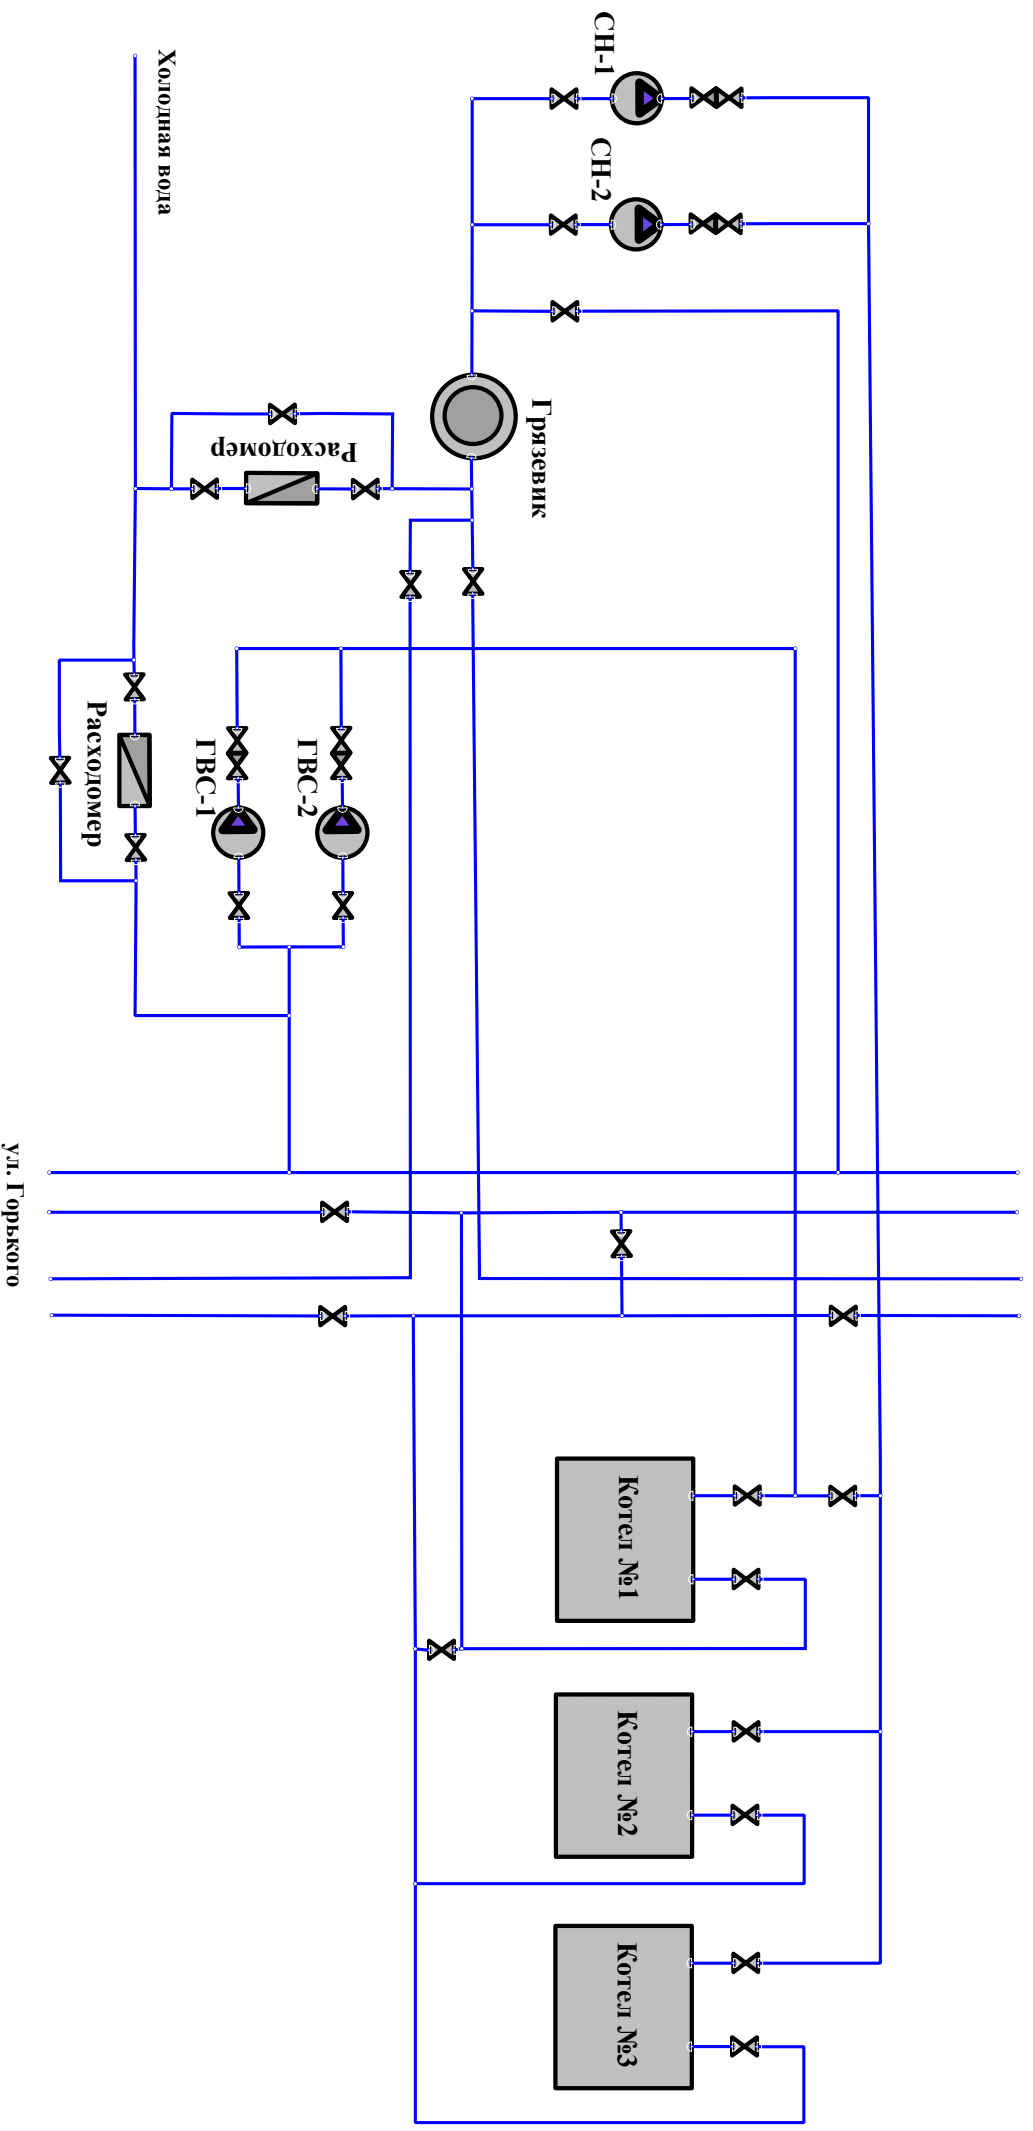 СН-1
СН-2
Холодная вода
Грязевик
Расходомер
Расходомер
ГВС-1
ГВС-2
ул. Горького
Котел №1
Котел №2
Котел №3